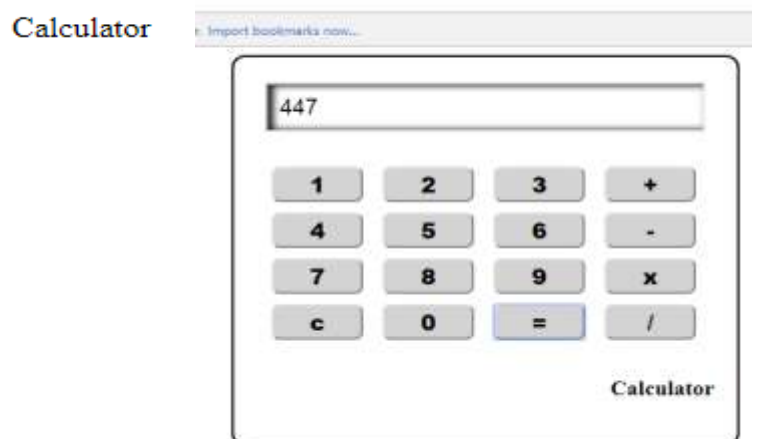 Calculator
. Import bookmarks now...
447
1 2 3 +
4 5 6 -
7 8 9 x
c 0 = /
Calculator